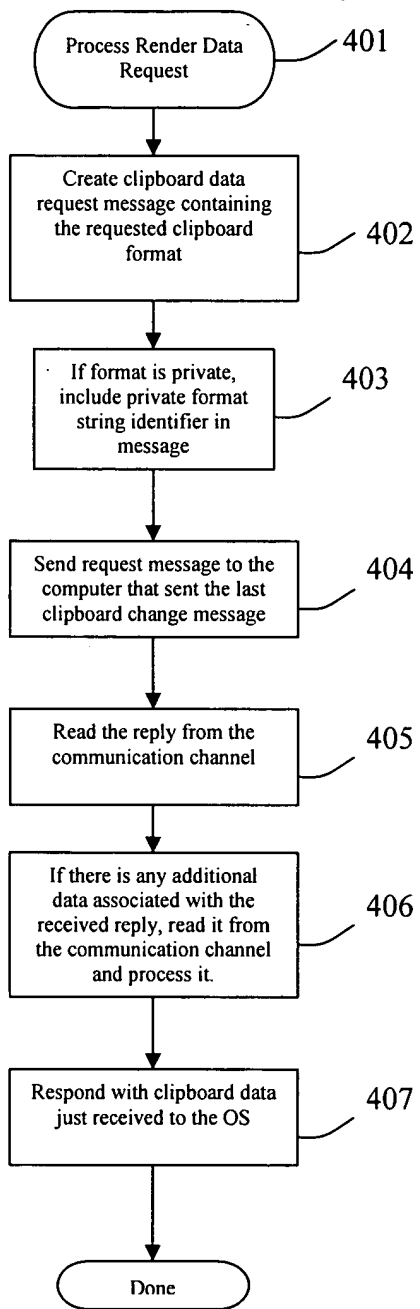 Process Render Data
Request
401
Create clipboard data
request message containing
the requested clipboard
format
402
If format is private,
include private format
string identifier in
message
403
Send request message to the
computer that sent the last
clipboard change message
404
Read the reply from the
communication channel
405
If there is any additional
data associated with the
received reply, read it from
the communication channel
and process it.
406
Respond with clipboard data
just received to the OS
407
Done